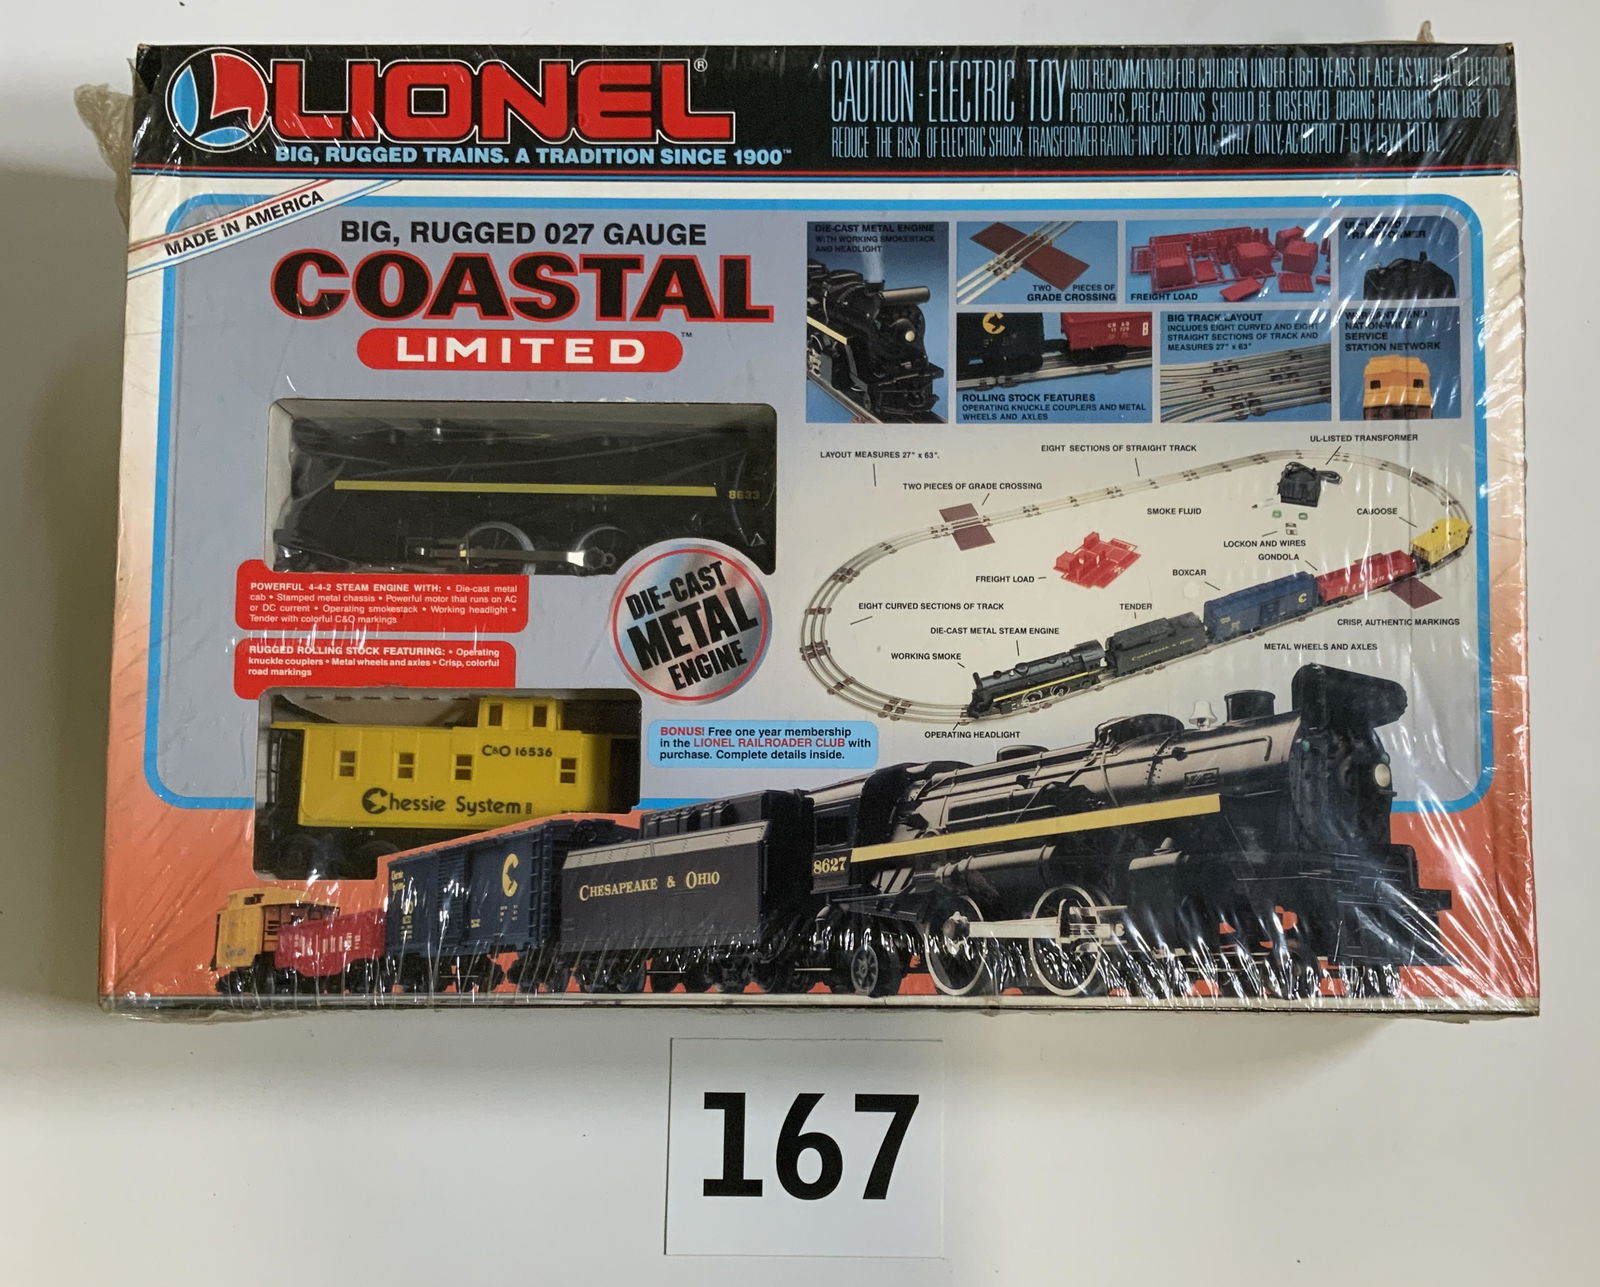 LIONEL®
BIG, RUGGED TRAINS. A TRADITION SINCE 1900™
CAUTION - ELECTRIC TOY NOT RECOMMENDED FOR CHILDREN UNDER EIGHT YEARS OF AGE. AS WITH ALL ELECTRIC
PRODUCTS, PRECAUTIONS SHOULD BE OBSERVED DURING HANDLING AND USE TO
REDUCE THE RISK OF ELECTRIC SHOCK. TRANSFORMER RATING-INPUT-120 VAC, 60HZ ONLY, AC OUTPUT 7-19 V, 15VA TOTAL.
MADE IN AMERICA
BIG, RUGGED 027 GAUGE
COASTAL
LIMITED™
DIE-CAST METAL ENGINE
WITH WORKING SMOKESTACK
AND HEADLIGHT
TWO PIECES OF
GRADE CROSSING
FREIGHT LOAD
UL-LISTED
TRANSFORMER
ROLLING STOCK FEATURES
OPERATING KNUCKLE COUPLERS AND METAL
WHEELS AND AXLES
BIG TRACK LAYOUT
INCLUDES EIGHT CURVED AND EIGHT
STRAIGHT SECTIONS OF TRACK AND
MEASURES 27" x 63"
WARRANTY AND
NATION-WIDE
SERVICE
STATION NETWORK
8633
POWERFUL 4-4-2 STEAM ENGINE WITH: • Die-cast metal
cab • Stamped metal chassis • Powerful motor that runs on AC
or DC current • Operating smokestack • Working headlight •
Tender with colorful C&O markings
RUGGED ROLLING STOCK FEATURING: • Operating
knuckle couplers • Metal wheels and axles • Crisp, colorful
road markings
DIE-CAST
METAL
ENGINE
C&O 16536
Chessie System
BONUS! Free one year membership
in the LIONEL RAILROADER CLUB with
purchase. Complete details inside.
LAYOUT MEASURES 27" x 63".
EIGHT SECTIONS OF STRAIGHT TRACK
UL-LISTED TRANSFORMER
TWO PIECES OF GRADE CROSSING
SMOKE FLUID
CABOOSE
LOCKON AND WIRES
GONDOLA
BOXCAR
FREIGHT LOAD
EIGHT CURVED SECTIONS OF TRACK
TENDER
CRISP, AUTHENTIC MARKINGS
DIE-CAST METAL STEAM ENGINE
METAL WHEELS AND AXLES
WORKING SMOKE
OPERATING HEADLIGHT
CHESAPEAKE & OHIO
8627
167